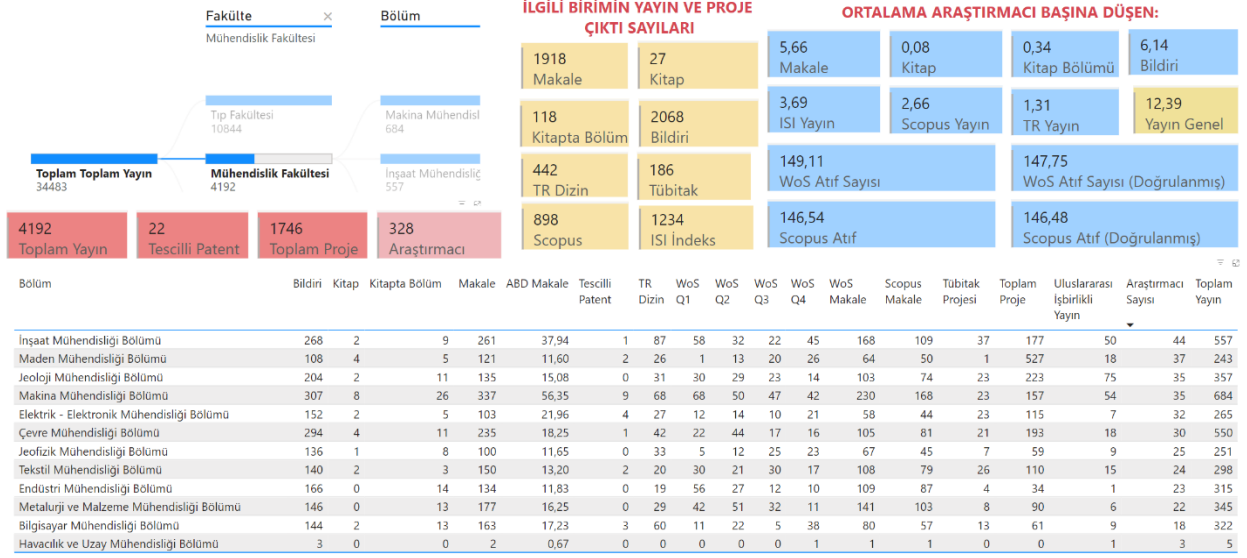 Fakülte
Mühendislik Fakültesi
Bölüm
Tıp Fakültesi
10844
Makina Mühendisl
684
Toplam Toplam Yayın
34483
Mühendislik Fakültesi
4192
İnşaat Mühendisliğ
557
4192
Toplam Yayın
22
Tescilli Patent
1746
Toplam Proje
328
Araştırmacı
İLGİLİ BİRİMİN YAYIN VE PROJE
ÇIKTI SAYILARI
1918
Makale
27
Kitap
118
Kitapta Bölüm
2068
Bildiri
442
TR Dizin
186
Tübitak
898
Scopus
1234
ISI İndeks
ORTALAMA ARAŞTIRMACI BAŞINA DÜŞEN:
5,66
Makale
0,08
Kitap
0,34
Kitap Bölümü
6,14
Bildiri
3,69
ISI Yayın
2,66
Scopus Yayın
1,31
TR Yayın
12,39
Yayın Genel
149,11
WoS Atıf Sayısı
147,75
WoS Atıf Sayısı (Doğrulanmış)
146,54
Scopus Atıf
146,48
Scopus Atıf (Doğrulanmış)
Bölüm Bildiri Kitap Kitapta Bölüm Makale ABD Makale Tescilli Patent TR Dizin WoS Q1 WoS Q2 WoS Q3 WoS Q4 WoS Makale Scopus Makale Tübitak Projesi Toplam Proje Uluslararası İşbirlikli Yayın Araştırmacı Sayısı Toplam Yayın
İnşaat Mühendisliği Bölümü 268 2 9 261 37,94 1 87 58 32 22 45 168 109 37 177 50 44 557
Maden Mühendisliği Bölümü 108 4 5 121 11,60 2 26 1 13 20 26 64 50 1 527 18 37 243
Jeoloji Mühendisliği Bölümü 204 2 11 135 15,08 0 31 30 29 23 14 103 74 23 223 75 35 357
Makina Mühendisliği Bölümü 307 8 26 337 56,35 9 68 68 50 47 42 230 168 23 157 54 35 684
Elektrik - Elektronik Mühendisliği Bölümü 152 2 5 103 21,96 4 27 12 14 10 21 58 44 23 115 7 32 265
Çevre Mühendisliği Bölümü 294 4 11 235 18,25 1 42 22 44 17 16 105 81 21 193 18 30 550
Jeofizik Mühendisliği Bölümü 136 1 8 100 11,65 0 33 5 12 25 23 67 45 7 59 9 25 251
Tekstil Mühendisliği Bölümü 140 2 3 150 13,20 2 20 30 21 30 17 108 79 26 110 15 24 298
Endüstri Mühendisliği Bölümü 166 0 14 134 11,83 0 19 56 27 12 10 109 87 4 34 1 23 315
Metalurji ve Malzeme Mühendisliği Bölümü 146 0 13 177 16,25 0 29 42 51 32 11 141 103 8 90 6 22 345
Bilgisayar Mühendisliği Bölümü 144 2 13 163 17,23 3 60 11 22 5 38 80 57 13 61 9 18 322
Havacılık ve Uzay Mühendisliği Bölümü 3 0 0 2 0,67 0 0 0 0 0 1 1 1 0 0 1 3 5